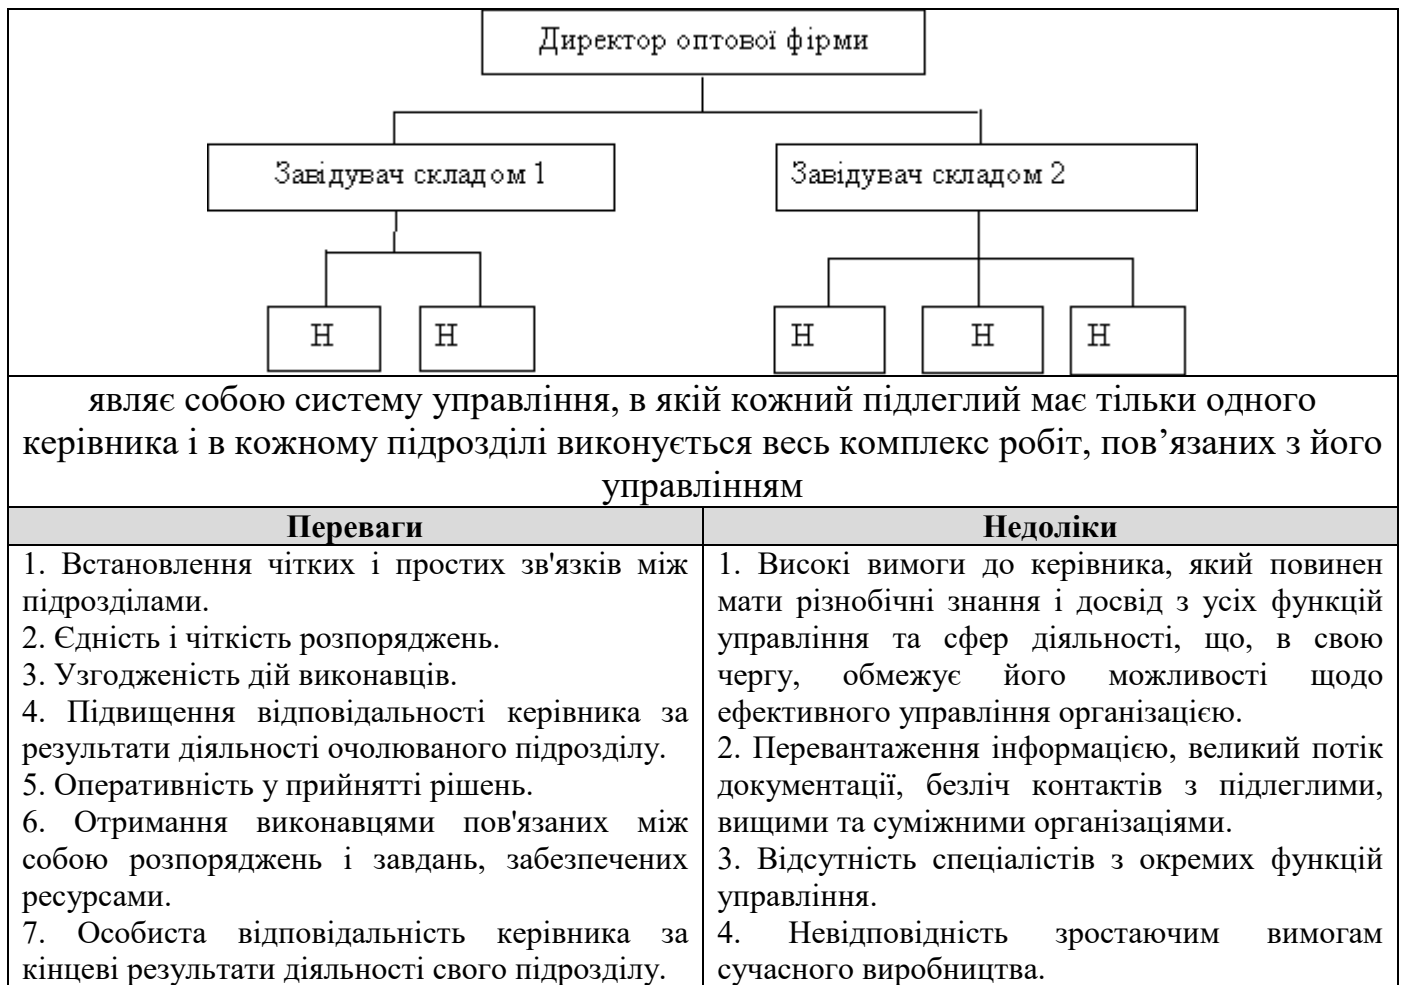 Директор оптової фірми
Завідувач складом 1
Завідувач складом 2
Н
Н
Н
Н
Н
являє собою систему управління, в якій кожний підлеглий має тільки одного
керівника і в кожному підрозділі виконується весь комплекс робіт, пов’язаних з його
управлінням
Переваги
1. Встановлення чітких і простих зв'язків між
підрозділами.
2. Єдність і чіткість розпоряджень.
3. Узгодженість дій виконавців.
4. Підвищення відповідальності керівника за
результати діяльності очолюваного підрозділу.
5. Оперативність у прийнятті рішень.
6. Отримання виконавцями пов'язаних між
собою розпоряджень і завдань, забезпечених
ресурсами.
7. Особиста відповідальність керівника за
кінцеві результати діяльності свого підрозділу.
Недоліки
1. Високі вимоги до керівника, який повинен
мати різнобічні знання і досвід з усіх функцій
управління та сфер діяльності, що, в свою
чергу, обмежує його можливості щодо
ефективного управління організацією.
2. Перевантаження інформацією, великий потік
документації, безліч контактів з підлеглими,
вищими та суміжними організаціями.
3. Відсутність спеціалістів з окремих функцій
управління.
4. Невідповідність зростаючим вимогам
сучасного виробництва.